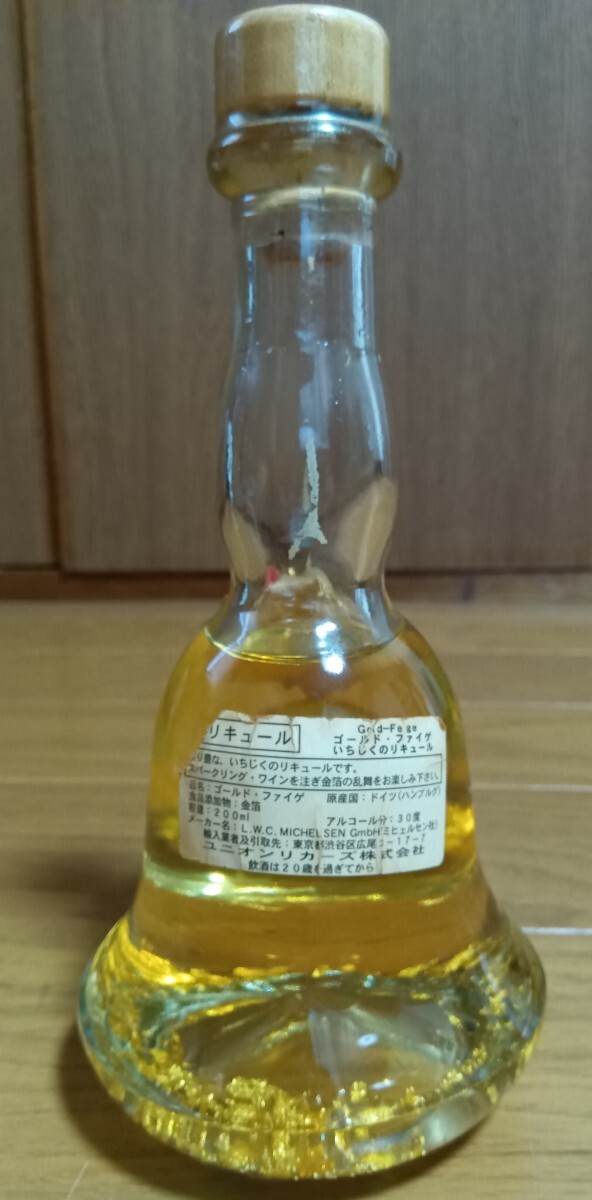 リキュール
Gold-Feige
ゴールド・ファイゲ
いちじくのリキュール
り豊な、いちじくのリキュールです。
スパークリング・ワインを注ぎ金箔の乱舞をお楽しみ下さい。
品名：ゴールド・ファイゲ 原産国：ドイツ(ハンブルグ)
食品添加物：金箔
容量：200ml アルコール分：30度
メーカー名：L.W.C. MICHELSEN GmbH(ミヒェルセン社)
輸入業者及引取先：東京都渋谷区広尾 -17-7
ユニオンリカーズ株式会社
飲酒は20歳を過ぎてから